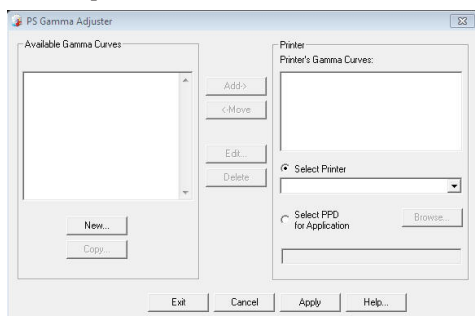 PS Gamma Adjuster
Available Gamma Curves
Printer
Printer's Gamma Curves:
Add->
<-Move
Edit...
Delete
Select Printer
Select PPD
for Application
Browse...
New...
Copy...
Exit
Cancel
Apply
Help...